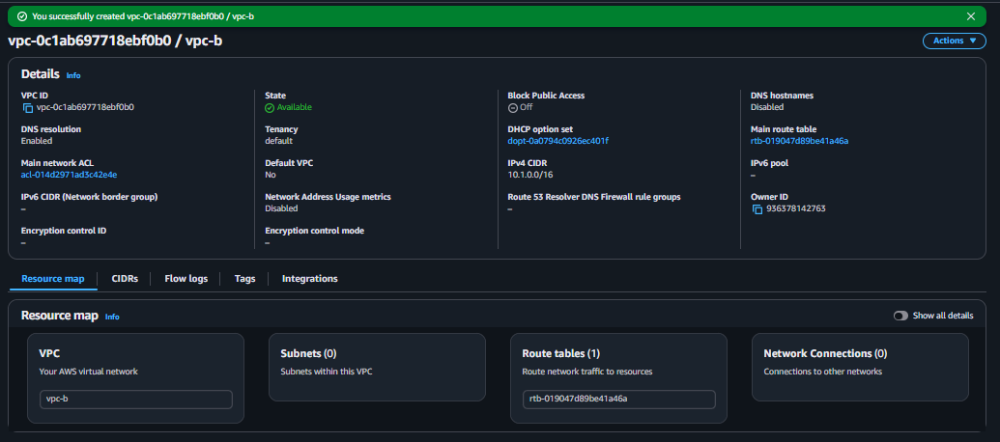 You successfully created vpc-0c1ab697718ebf0b0 / vpc-b
vpc-0c1ab697718ebf0b0 / vpc-b
Actions
Details Info
VPC ID
vpc-0c1ab697718ebf0b0
State
Available
Block Public Access
Off
DNS hostnames
Disabled
DNS resolution
Enabled
Tenancy
default
DHCP option set
dopt-0a0794c0926ec401f
Main route table
rtb-019047d89be41a46a
Main network ACL
acl-014d2971ad3c42e4e
Default VPC
No
IPv4 CIDR
10.1.0.0/16
IPv6 pool
–
IPv6 CIDR (Network border group)
–
Network Address Usage metrics
Disabled
Route 53 Resolver DNS Firewall rule groups
–
Owner ID
936378142763
Encryption control ID
–
Encryption control mode
–
Resource map
CIDRs
Flow logs
Tags
Integrations
Resource map Info
Show all details
VPC
Your AWS virtual network
vpc-b
Subnets (0)
Subnets within this VPC
Route tables (1)
Route network traffic to resources
rtb-019047d89be41a46a
Network Connections (0)
Connections to other networks